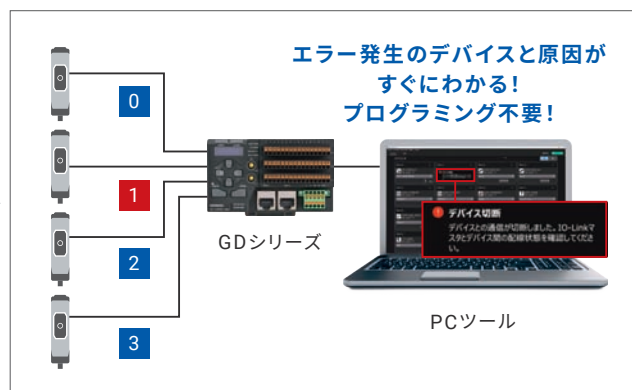 エラー発生のデバイスと原因が
すぐにわかる!
プログラミング不要!
0
1
2
3
GDシリーズ
デバイス切断
デバイスとの通信が切断しました。IO-Linkマ
スタとデバイス間の配線状態を確認してくださ
い。
PCツール